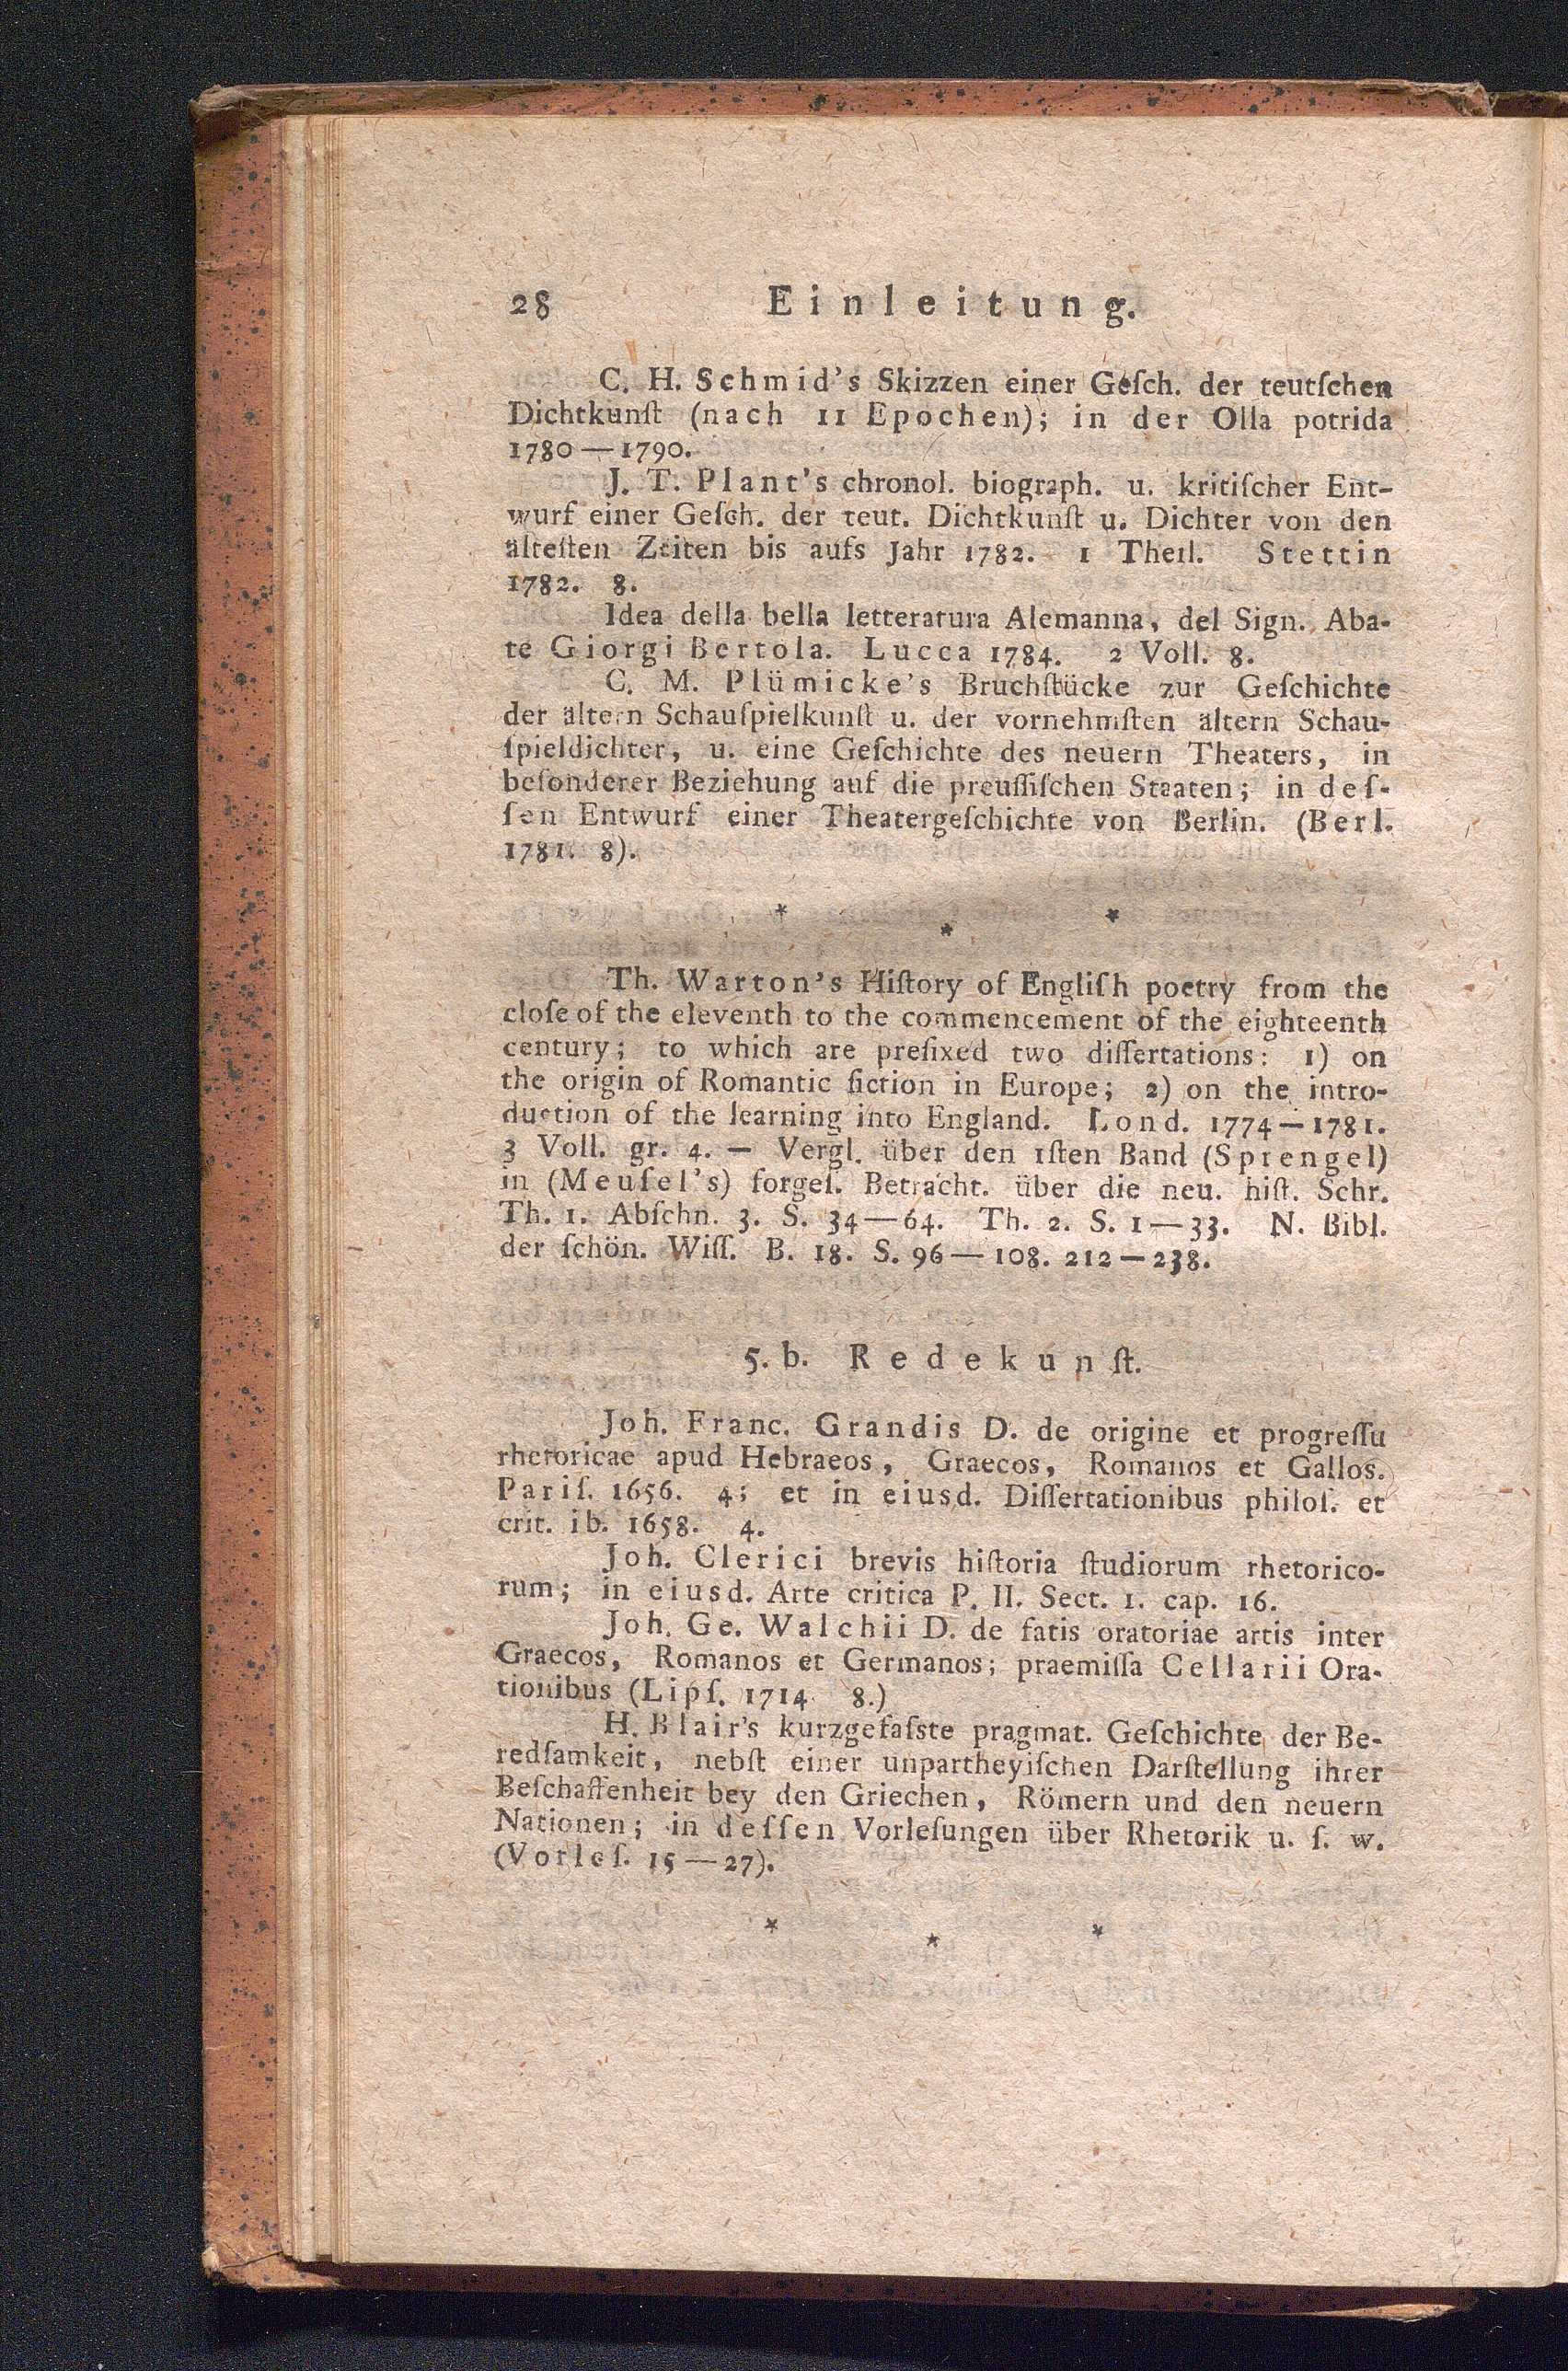 28 Einleitung.
C. H. Schmid's Skizzen einer Geſch. der teutſchen
Dichtkunſt (nach 11 Epochen); in der Olla potrida
1780—1790.
J. T. Plant's chronol. biograph. u. kritiſcher Ent-
wurf einer Geſch. der teut. Dichtkunſt u. Dichter von den
älteſten Zeiten bis aufs Jahr 1782. 1 Theil. Stettin
1782. 8.
Idea della bella letteratura Alemanna, del Sign. Aba-
te Giorgi Bertola. Lucca 1784. 2 Voll. 8.
C. M. Plümicke's Bruchſtücke zur Geſchichte
der ältern Schauſpielkunſt u. der vornehmſten ältern Schau-
ſpieldichter, u. eine Geſchichte des neuern Theaters, in
beſonderer Beziehung auf die preuſſiſchen Staaten; in deſ-
ſen Entwurf einer Theatergeſchichte von Berlin. (Berl.
1781. 8).
* * *
Th. Warton's Hiſtory of Engliſh poetry from the
cloſe of the eleventh to the commencement of the eighteenth
century; to which are prefixed two diſſertations: 1) on
the origin of Romantic fiction in Europe; 2) on the intro-
duction of the learning into England. Lond. 1774—1781.
3 Voll. gr. 4. — Vergl. über den 1ſten Band (Sprengel)
in (Meuſel's) forgeſ. Betracht. über die neu. hiſt. Schr.
Th. 1. Abſchn. 3. S. 34—64. Th. 2. S. 1—33. N. Bibl.
der ſchön. Wiſſ. B. 18. S. 96—108. 212—238.
5. b. Redekunſt.
Joh. Franc. Grandis D. de origine et progreſſu
rhetoricae apud Hebraeos, Graecos, Romanos et Gallos.
Pariſ. 1656. 4; et in eiusd. Diſſertationibus philoſ. et
crit. ib. 1658. 4.
Joh. Clerici brevis hiſtoria ſtudiorum rhetorico-
rum; in eiusd. Arte critica P. II. Sect. 1. cap. 16.
Joh. Ge. Walchii D. de fatis oratoriae artis inter
Graecos, Romanos et Germanos; praemiſſa Cellarii Ora-
tionibus (Lipſ. 1714 8.)
H. Blair's kurzgefaſste pragmat. Geſchichte der Be-
redſamkeit, nebſt einer unpartheyiſchen Darſtellung ihrer
Beſchaffenheit bey den Griechen, Römern und den neuern
Nationen; in deſſen Vorleſungen über Rhetorik u. ſ. w.
(Vorleſ. 15—27).
* * *